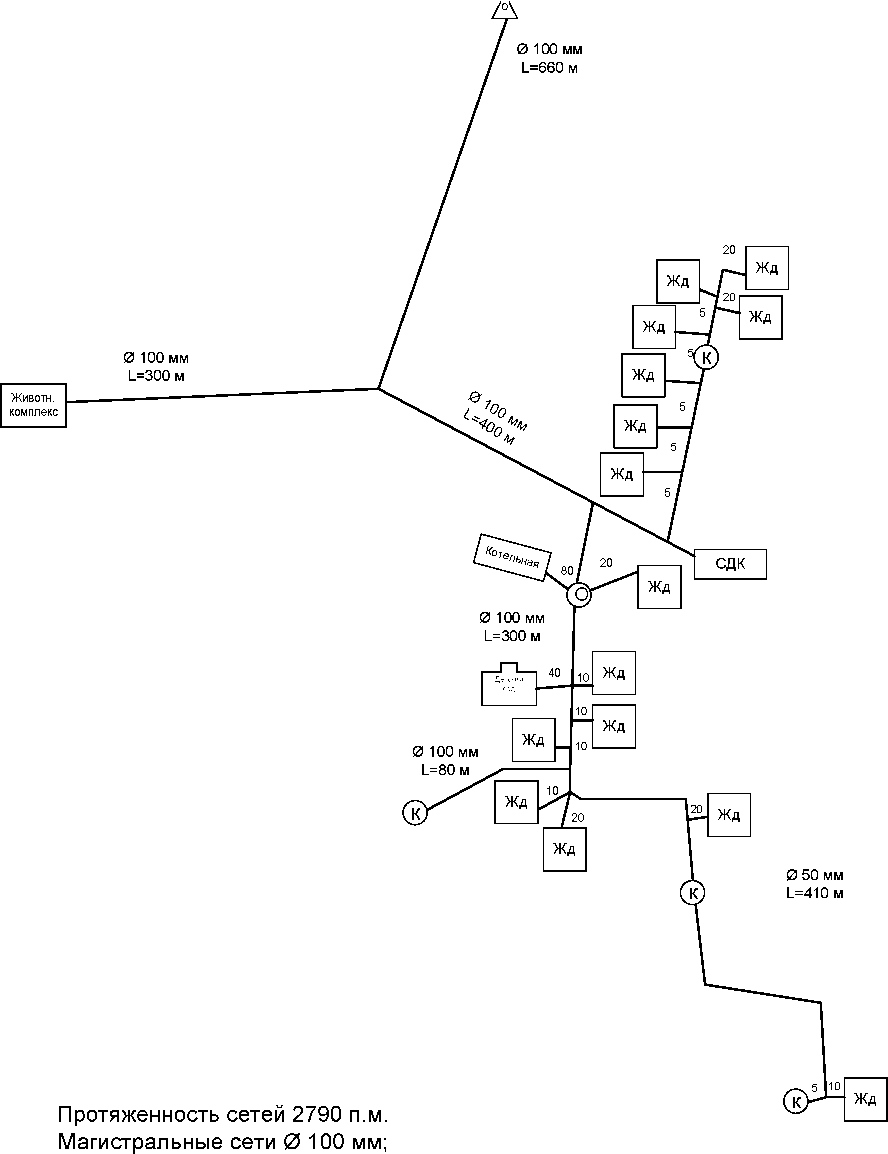 О
Ø 100 мм
L=660 м
20
Жд
Жд
20
Жд
5
Жд
5
К
Ø 100 мм
L=300 м
Жд
Животн.
комплекс
Ø 100 мм
L=400 м
5
Жд
5
Жд
5
Котельная
80
20
СДК
Жд
О
Ø 100 мм
L=300 м
40
10
Жд
10
Жд
Жд
10
Ø 100 мм
L=80 м
10
Жд
20
К
20
Жд
Жд
Ø 50 мм
L=410 м
К
5
10
К
Жд
Протяженность сетей 2790 п.м.
Магистральные сети Ø 100 мм;